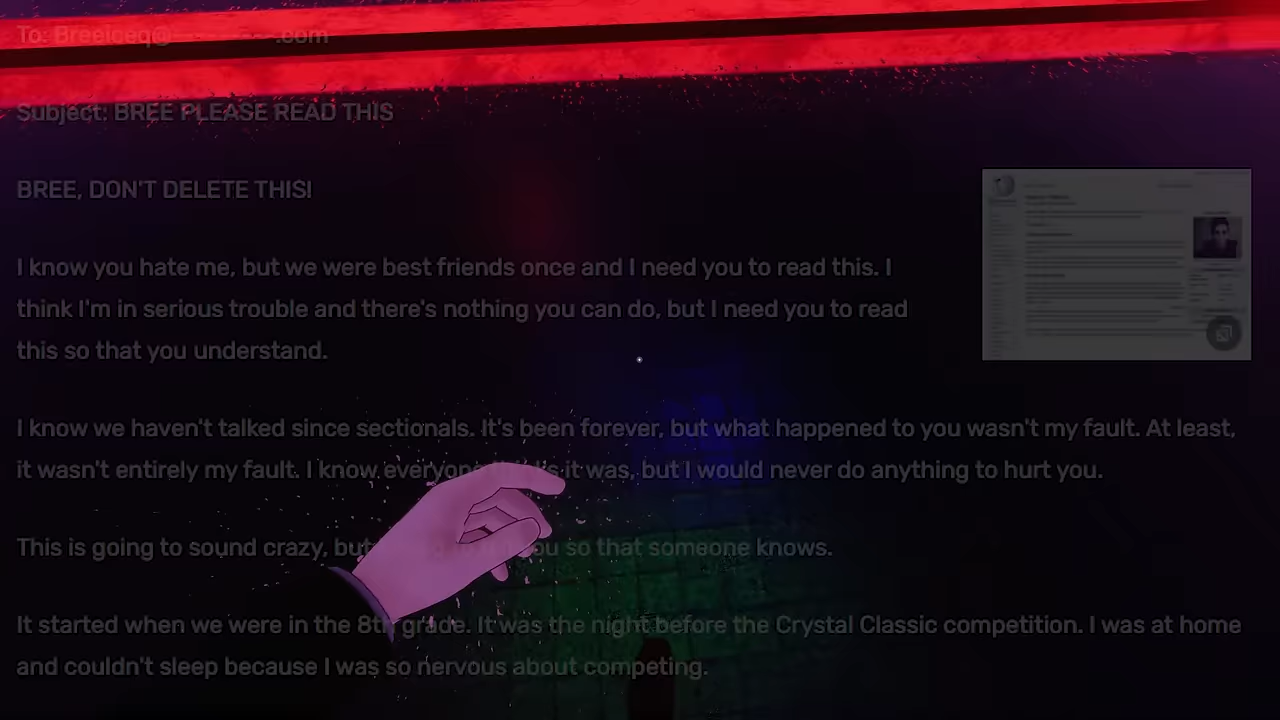 To: Breeiceq@---------.com
Subject: BREE PLEASE READ THIS
BREE, DON'T DELETE THIS!
I know you hate me, but we were best friends once and I need you to read this. I
think I'm in serious trouble and there's nothing you can do, but I need you to read
this so that you understand.
I know we haven't talked since sectionals. It's been forever, but what happened to you wasn't my fault. At least,
it wasn't entirely my fault. I know it was, but I would never do anything to hurt you.
This is going to sound crazy, but so that someone knows.
It started when we were in the 8th grade. It was the night before the Crystal Classic competition. I was at home
and couldn't sleep because I was so nervous about competing.